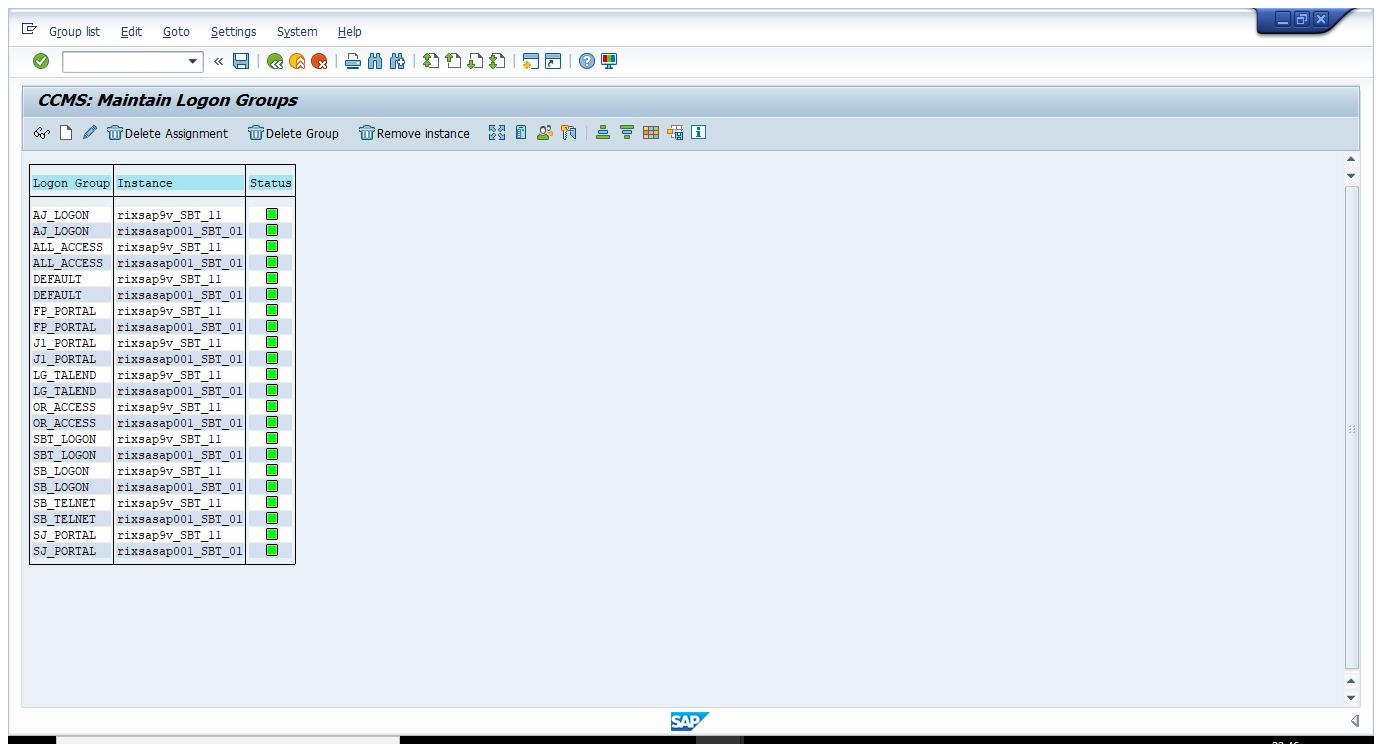 Group list Edit Goto Settings System Help
«
CCMS: Maintain Logon Groups
Delete Assignment Delete Group Remove instance
Logon Group Instance Status
AJ_LOGON rixsap9v_SBT_11
AJ_LOGON rixsasap001_SBT_01
ALL_ACCESS rixsap9v_SBT_11
ALL_ACCESS rixsasap001_SBT_01
DEFAULT rixsap9v_SBT_11
DEFAULT rixsasap001_SBT_01
FP_PORTAL rixsap9v_SBT_11
FP_PORTAL rixsasap001_SBT_01
J1_PORTAL rixsap9v_SBT_11
J1_PORTAL rixsasap001_SBT_01
LG_TALEND rixsap9v_SBT_11
LG_TALEND rixsasap001_SBT_01
OR_ACCESS rixsap9v_SBT_11
OR_ACCESS rixsasap001_SBT_01
SBT_LOGON rixsap9v_SBT_11
SBT_LOGON rixsasap001_SBT_01
SB_LOGON rixsap9v_SBT_11
SB_LOGON rixsasap001_SBT_01
SB_TELNET rixsap9v_SBT_11
SB_TELNET rixsasap001_SBT_01
SJ_PORTAL rixsap9v_SBT_11
SJ_PORTAL rixsasap001_SBT_01
SAP